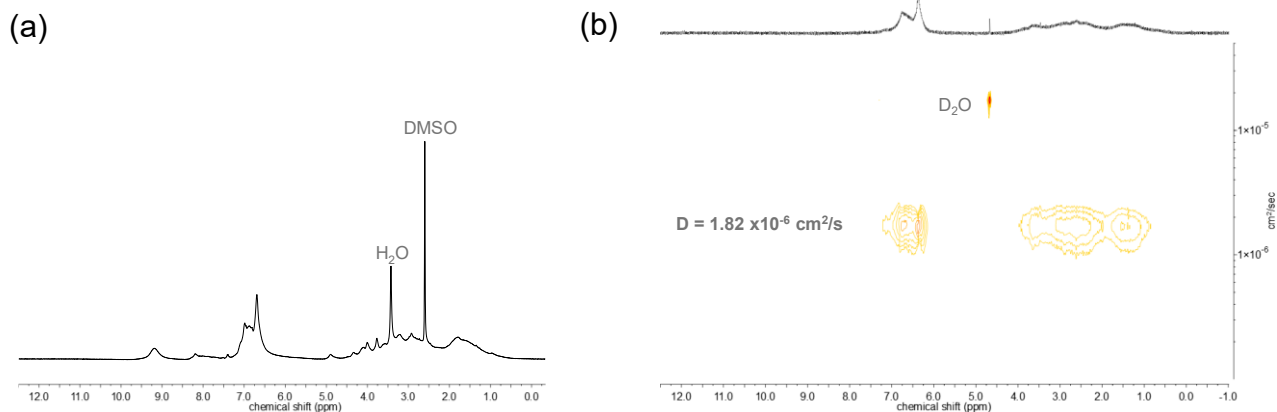 (a)
DMSO
H₂O
12.0 11.0 10.0 9.0 8.0 7.0 6.0 5.0 4.0 3.0 2.0 1.0 0.0
chemical shift (ppm)
(b)
D₂O
1×10⁻⁵
D = 1.82 x10⁻⁶ cm²/s
cm²/sec
1×10⁻⁶
12.0 11.0 10.0 9.0 8.0 7.0 6.0 5.0 4.0 3.0 2.0 1.0 0.0 -1.0
chemical shift (ppm)